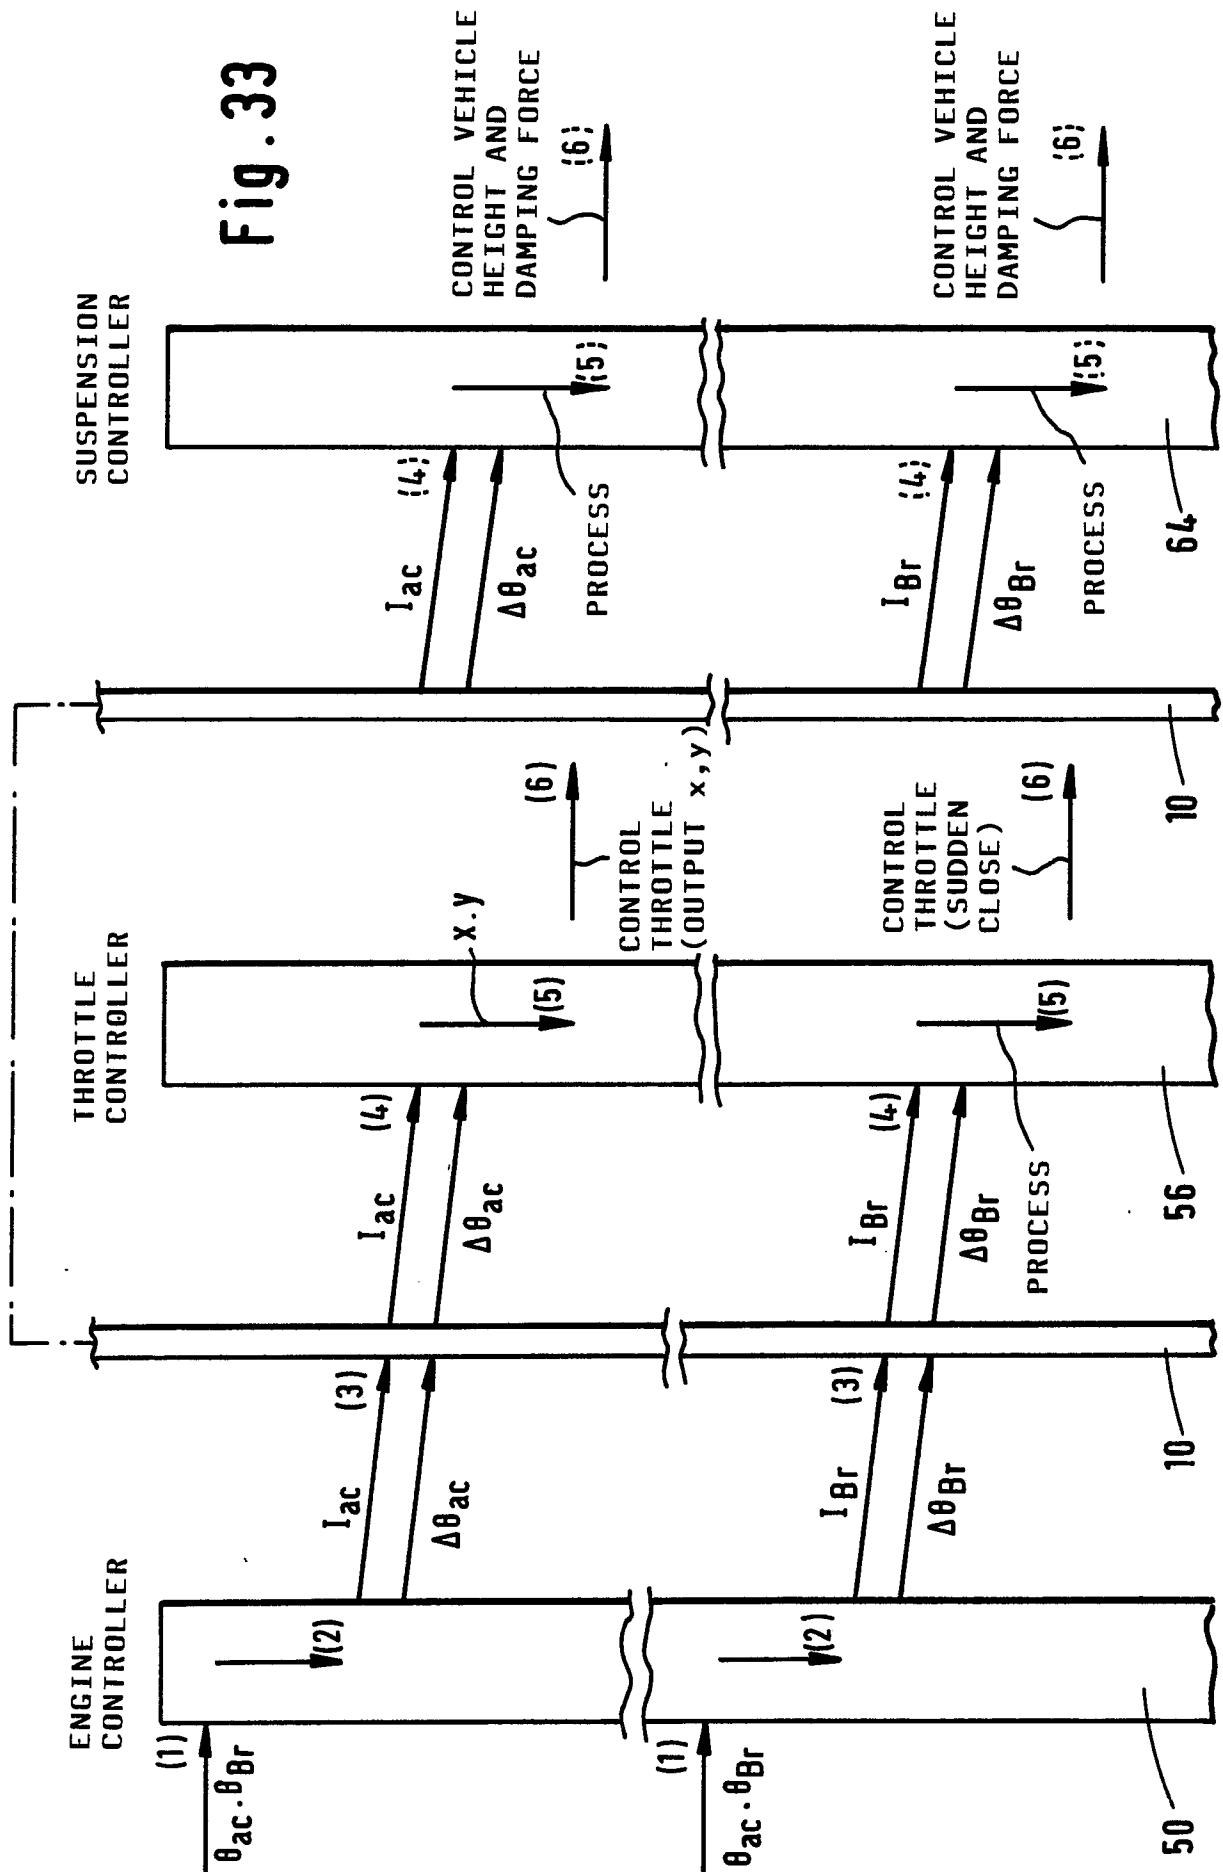 Fig.33
ENGINE
CONTROLLER
THROTTLE
CONTROLLER
SUSPENSION
CONTROLLER
(1)
θac·θBr
(2)
Iac
Δθac
(3)
Iac
Δθac
(4)
X.y
(5)
(6)
CONTROL
THROTTLE
(OUTPUT x,y)
Iac
Δθac
(4)
(5)
PROCESS
CONTROL VEHICLE
HEIGHT AND
DAMPING FORCE
(6)
(1)
θac·θBr
(2)
IBr
ΔθBr
(3)
IBr
ΔθBr
(4)
(5)
PROCESS
CONTROL
THROTTLE
(SUDDEN
CLOSE)
(6)
IBr
ΔθBr
(4)
(5)
PROCESS
CONTROL VEHICLE
HEIGHT AND
DAMPING FORCE
(6)
50
10
56
10
64